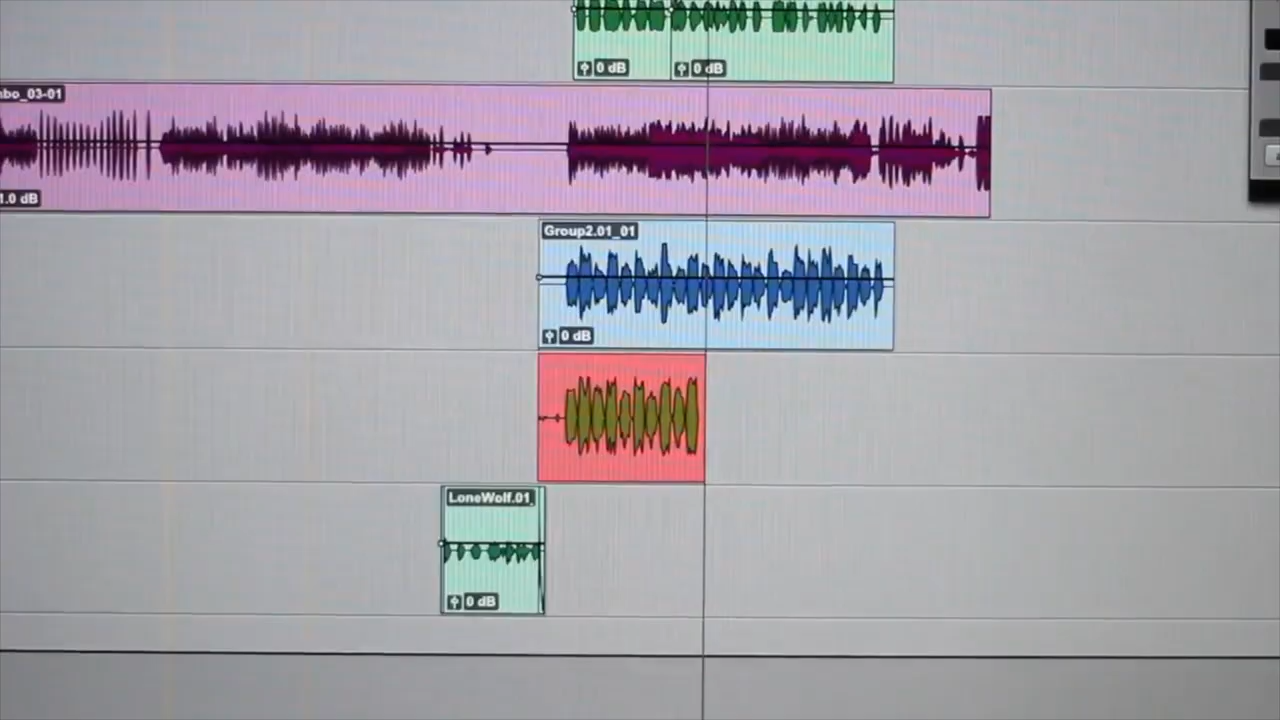 0 dB
0 dB
nbo_03-01
1.0 dB
Group2.01_01
0 dB
LoneWolf.01
0 dB